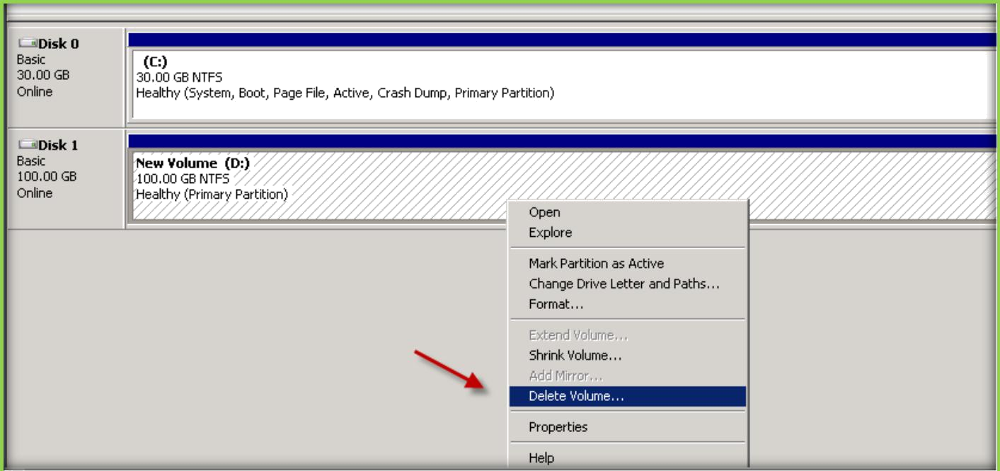 Disk 0
Basic
30.00 GB
Online
(C:)
30.00 GB NTFS
Healthy (System, Boot, Page File, Active, Crash Dump, Primary Partition)
Disk 1
Basic
100.00 GB
Online
New Volume (D:)
100.00 GB NTFS
Healthy (Primary Partition)
Open
Explore
Mark Partition as Active
Change Drive Letter and Paths...
Format...
Extend Volume...
Shrink Volume...
Add Mirror...
Delete Volume...
Properties
Help